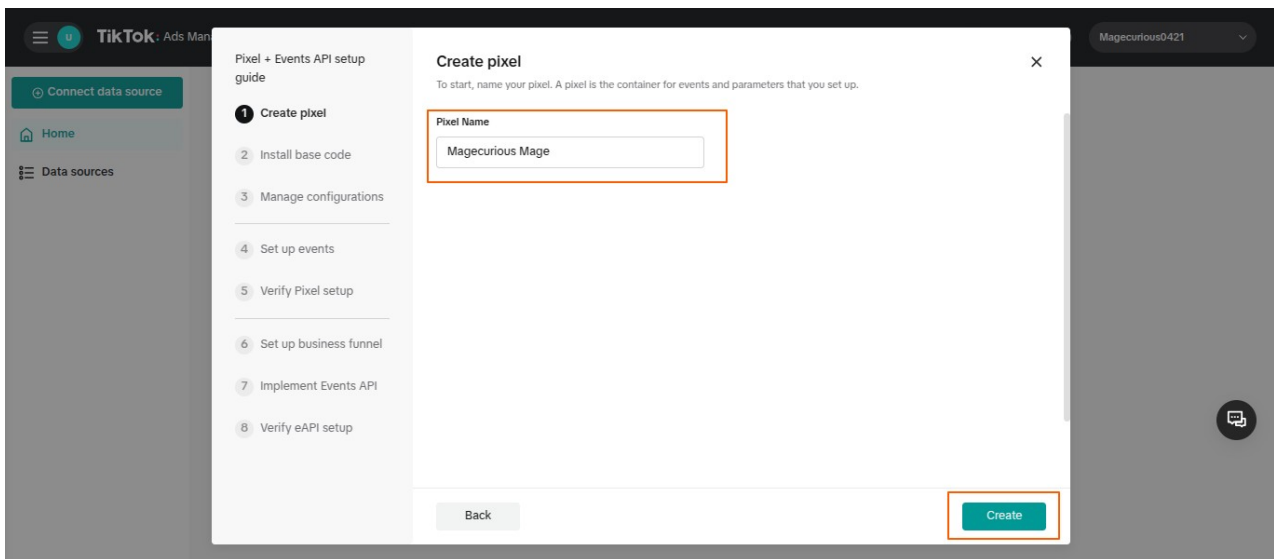 U
TikTok: Ads Man
Magecurious0421
Connect data source
Home
Data sources
Pixel + Events API setup
guide
1 Create pixel
2 Install base code
3 Manage configurations
4 Set up events
5 Verify Pixel setup
6 Set up business funnel
7 Implement Events API
8 Verify eAPI setup
Create pixel
To start, name your pixel. A pixel is the container for events and parameters that you set up.
Pixel Name
Magecurious Mage
Back
Create